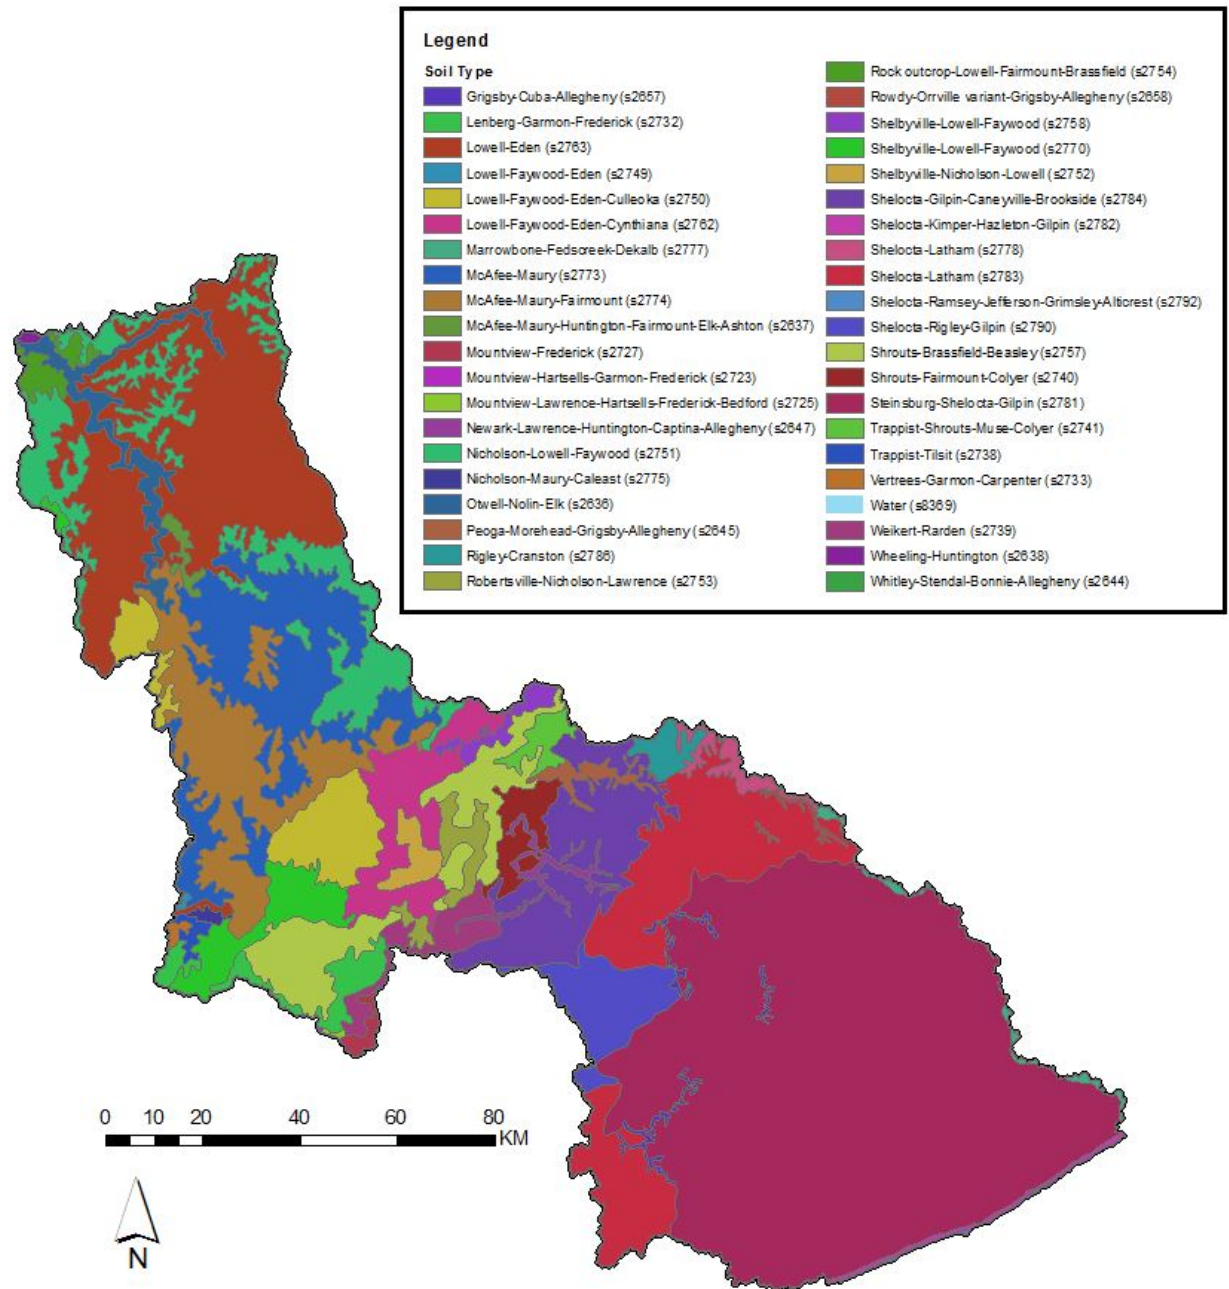 Legend
Soil Type
Grigsby-Cuba-Allegheny (s2657)
Lenberg-Garmon-Frederick (s2732)
Lowell-Eden (s2763)
Lowell-Faywood-Eden (s2749)
Lowell-Faywood-Eden-Culleoka (s2750)
Lowell-Faywood-Eden-Cynthiana (s2762)
Marrowbone-Fedscreek-Dekalb (s2777)
McAfee-Maury (s2773)
McAfee-Maury-Fairmount (s2774)
McAfee-Maury-Huntington-Fairmount-Elk-Ashton (s2637)
Mountview-Frederick (s2727)
Mountview-Hartsells-Garmon-Frederick (s2723)
Mountview-Lawrence-Hartsells-Frederick-Bedford (s2725)
Newark-Lawrence-Huntington-Captina-Allegheny (s2647)
Nicholson-Lowell-Faywood (s2751)
Nicholson-Maury-Caleast (s2775)
Otwell-Nolin-Elk (s2636)
Peoga-Morehead-Grigsby-Allegheny (s2645)
Rigley-Cranston (s2786)
Robertsville-Nicholson-Lawrence (s2753)
Rock outcrop-Lowell-Fairmount-Brassfield (s2754)
Rowdy-Orrville variant-Grigsby-Allegheny (s2658)
Shelbyville-Lowell-Faywood (s2758)
Shelbyville-Lowell-Faywood (s2770)
Shelbyville-Nicholson-Lowell (s2752)
Shelocta-Gilpin-Caneyville-Brookside (s2784)
Shelocta-Kimper-Hazleton-Gilpin (s2782)
Shelocta-Latham (s2778)
Shelocta-Latham (s2783)
Shelocta-Ramsey-Jefferson-Grimsley-Alticrest (s2792)
Shelocta-Rigley-Gilpin (s2790)
Shrouts-Brassfield-Beasley (s2757)
Shrouts-Fairmount-Colyer (s2740)
Steinsburg-Shelocta-Gilpin (s2781)
Trappist-Shrouts-Muse-Colyer (s2741)
Trappist-Tilsit (s2738)
Vertrees-Garmon-Carpenter (s2733)
Water (s8369)
Weikert-Rarden (s2739)
Wheeling-Huntington (s2638)
Whitley-Stendal-Bonnie-Allegheny (s2644)
0 10 20 40 60 80
KM
N